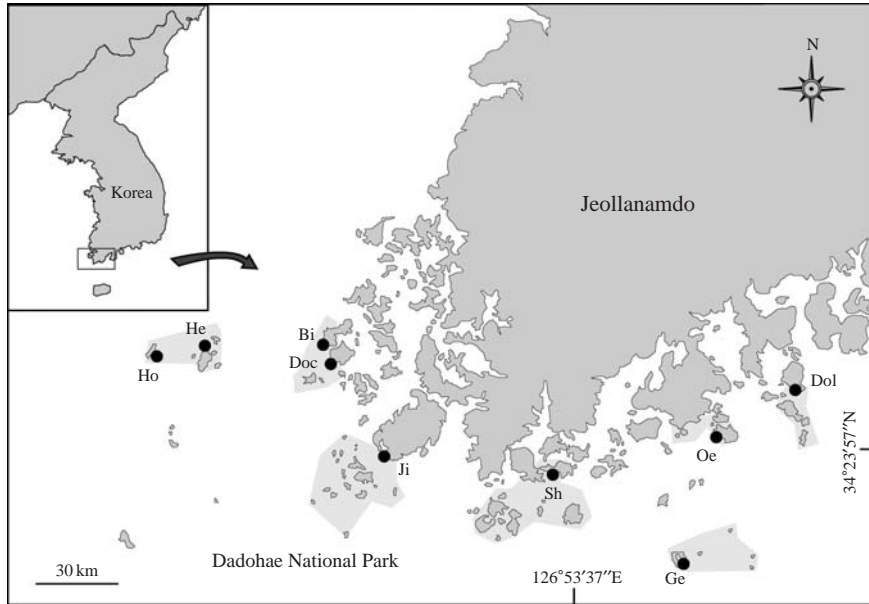 N
Korea
Jeollanamdo
He
Ho
Bi
Doc
Dol
Oe
Ji
Sh
34°23′57″N
Dadohae National Park
30 km
126°53′37″E
Ge